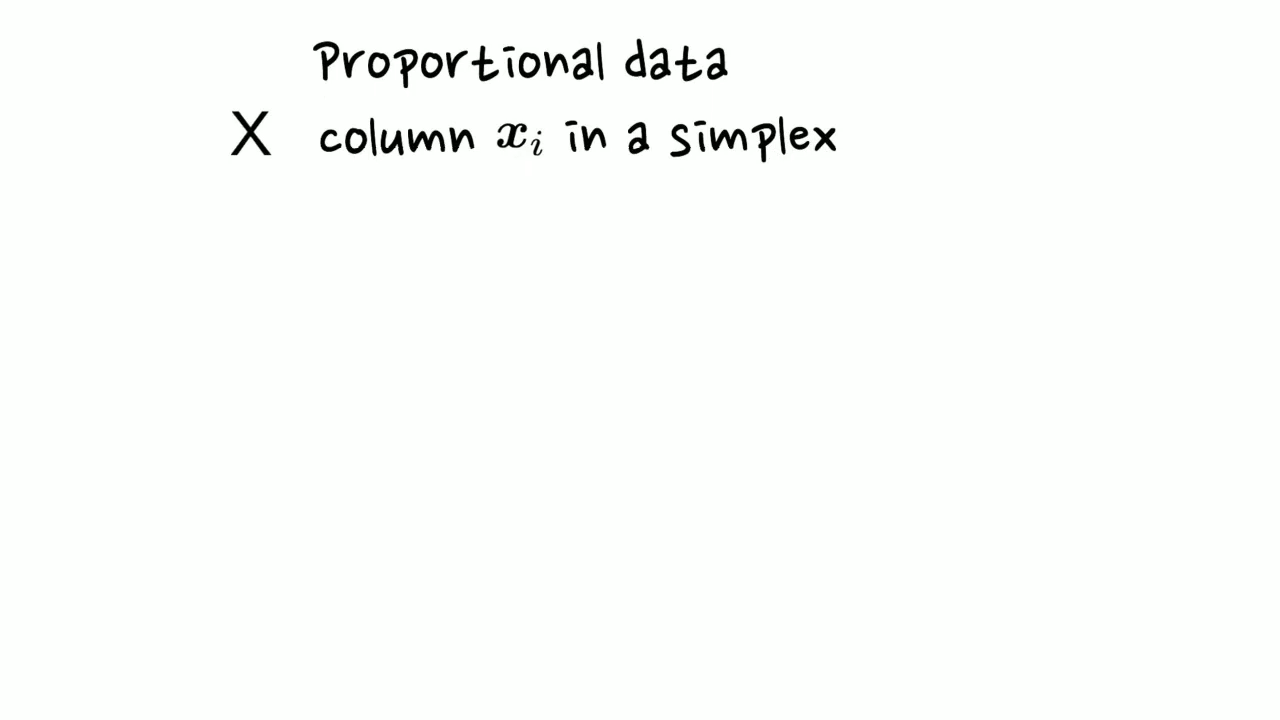 Proportional data
X column xᵢ in a simplex